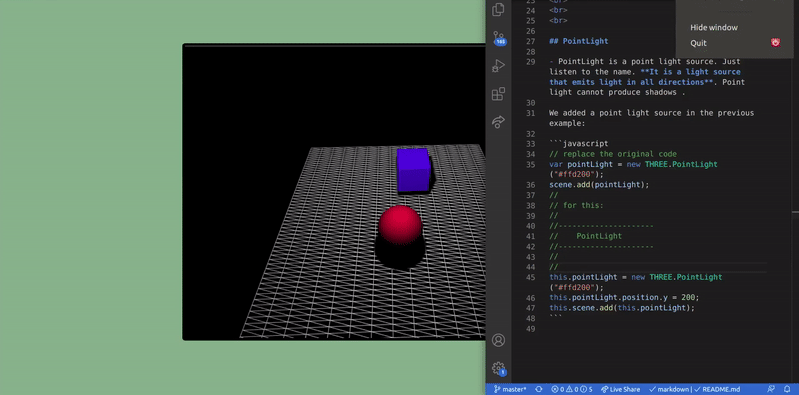 Hide window
Quit
23 <br>
24 <br>
25 <br>
26
27 ## PointLight
28
29 - PointLight is a point light source. Just
listen to the name. **It is a light source
that emits light in all directions**. Point
light cannot produce shadows .
30
31 We added a point light source in the previous
example:
32
33 ```javascript
34 // replace the original code
35 var pointLight = new THREE.PointLight
("#ffd200");
36 scene.add(pointLight);
37 //
38 // for this:
39 //
40 //---------------------
41 //    PointLight
42 //---------------------
43 //
44 //
45 this.pointLight = new THREE.PointLight
("#ffd200");
46 this.pointLight.position.y = 200;
47 this.scene.add(this.pointLight);
48 ```
49
165
1
master* 0 0 5 Live Share markdown | README.md